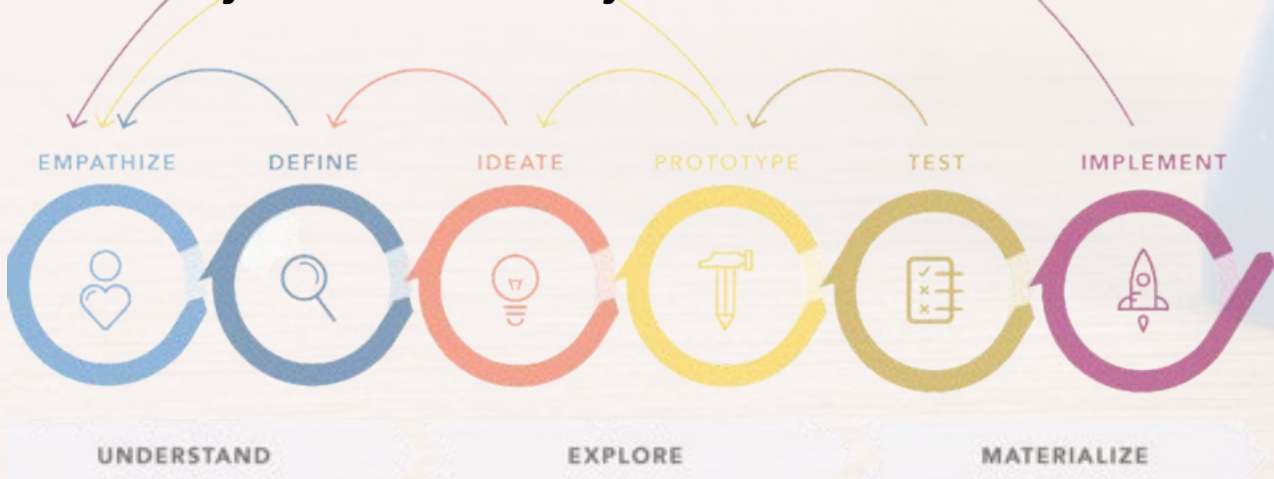 EMPATHIZE DEFINE IDEATE PROTOTYPE TEST IMPLEMENT
UNDERSTAND EXPLORE MATERIALIZE